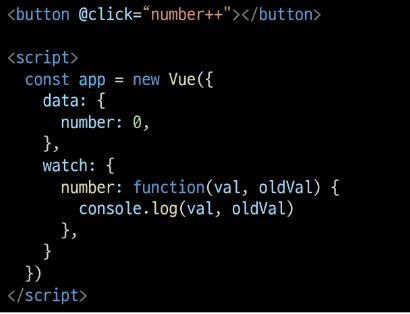 <button @click=“number++"></button>

<script>
  const app = new Vue({
    data: {
      number: 0,
    },
    watch: {
      number: function(val, oldVal) {
        console.log(val, oldVal)
      },
    }
  })
</script>